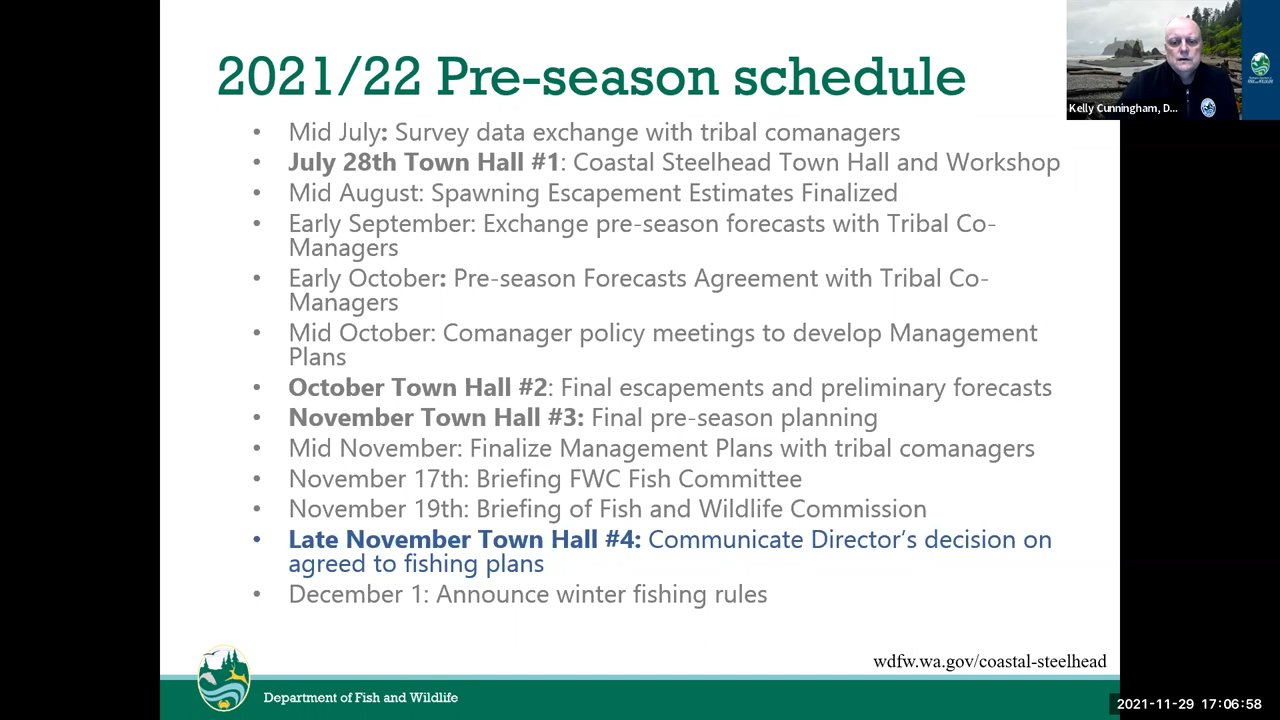 2021/22 Pre-season schedule
Kelly Cunningham, D...
• Mid July: Survey data exchange with tribal comanagers
• July 28th Town Hall #1: Coastal Steelhead Town Hall and Workshop
• Mid August: Spawning Escapement Estimates Finalized
• Early September: Exchange pre-season forecasts with Tribal Co-
Managers
• Early October: Pre-season Forecasts Agreement with Tribal Co-
Managers
• Mid October: Comanager policy meetings to develop Management
Plans
• October Town Hall #2: Final escapements and preliminary forecasts
• November Town Hall #3: Final pre-season planning
• Mid November: Finalize Management Plans with tribal comanagers
• November 17th: Briefing FWC Fish Committee
• November 19th: Briefing of Fish and Wildlife Commission
• Late November Town Hall #4: Communicate Director’s decision on
agreed to fishing plans
• December 1: Announce winter fishing rules
wdfw.wa.gov/coastal-steelhead
Department of Fish and Wildlife
2021-11-29 17:06:58